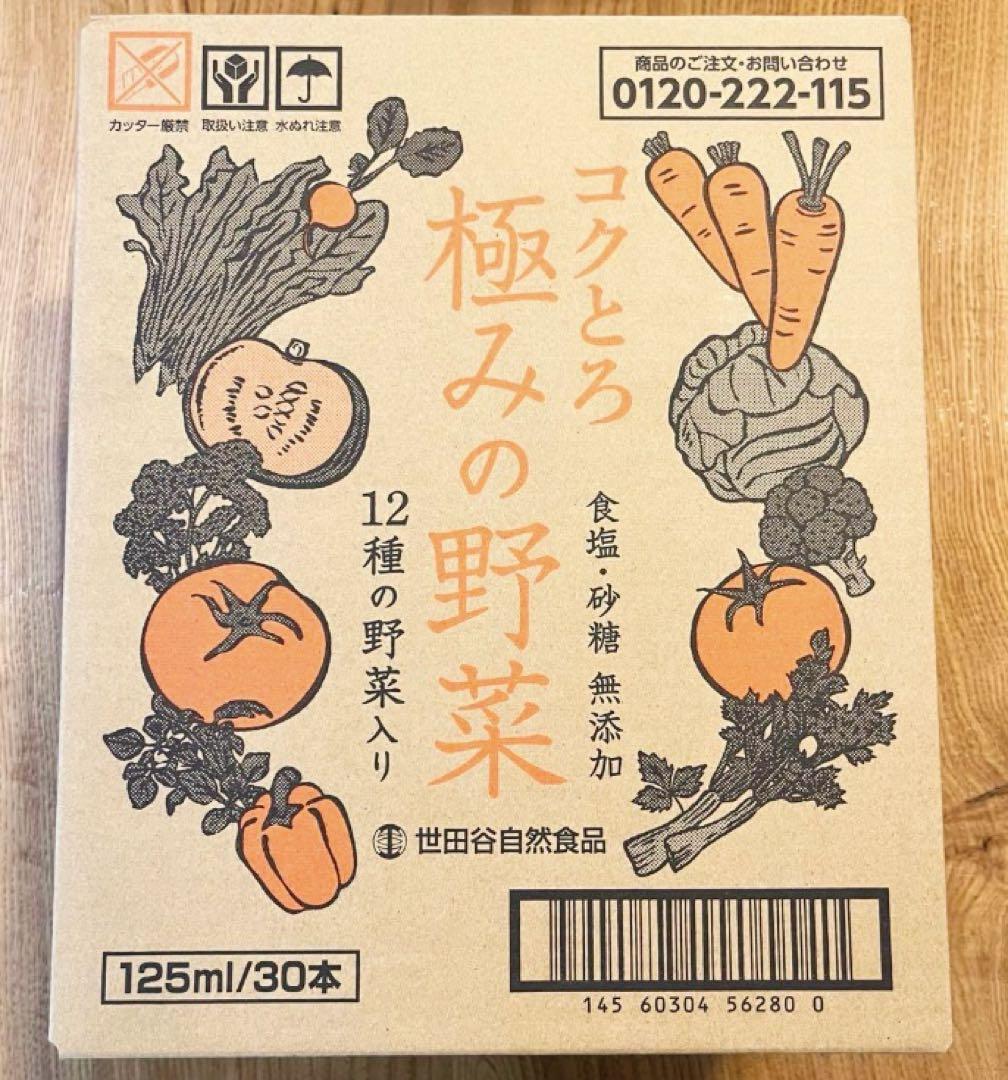 カッター厳禁
取扱い注意
水ぬれ注意
商品のご注文・お問い合わせ
0120-222-115
コクとろ
極みの野菜
食塩・砂糖 無添加
12種の野菜入り
世田谷自然食品
125ml/30本
145 60304 56280 0